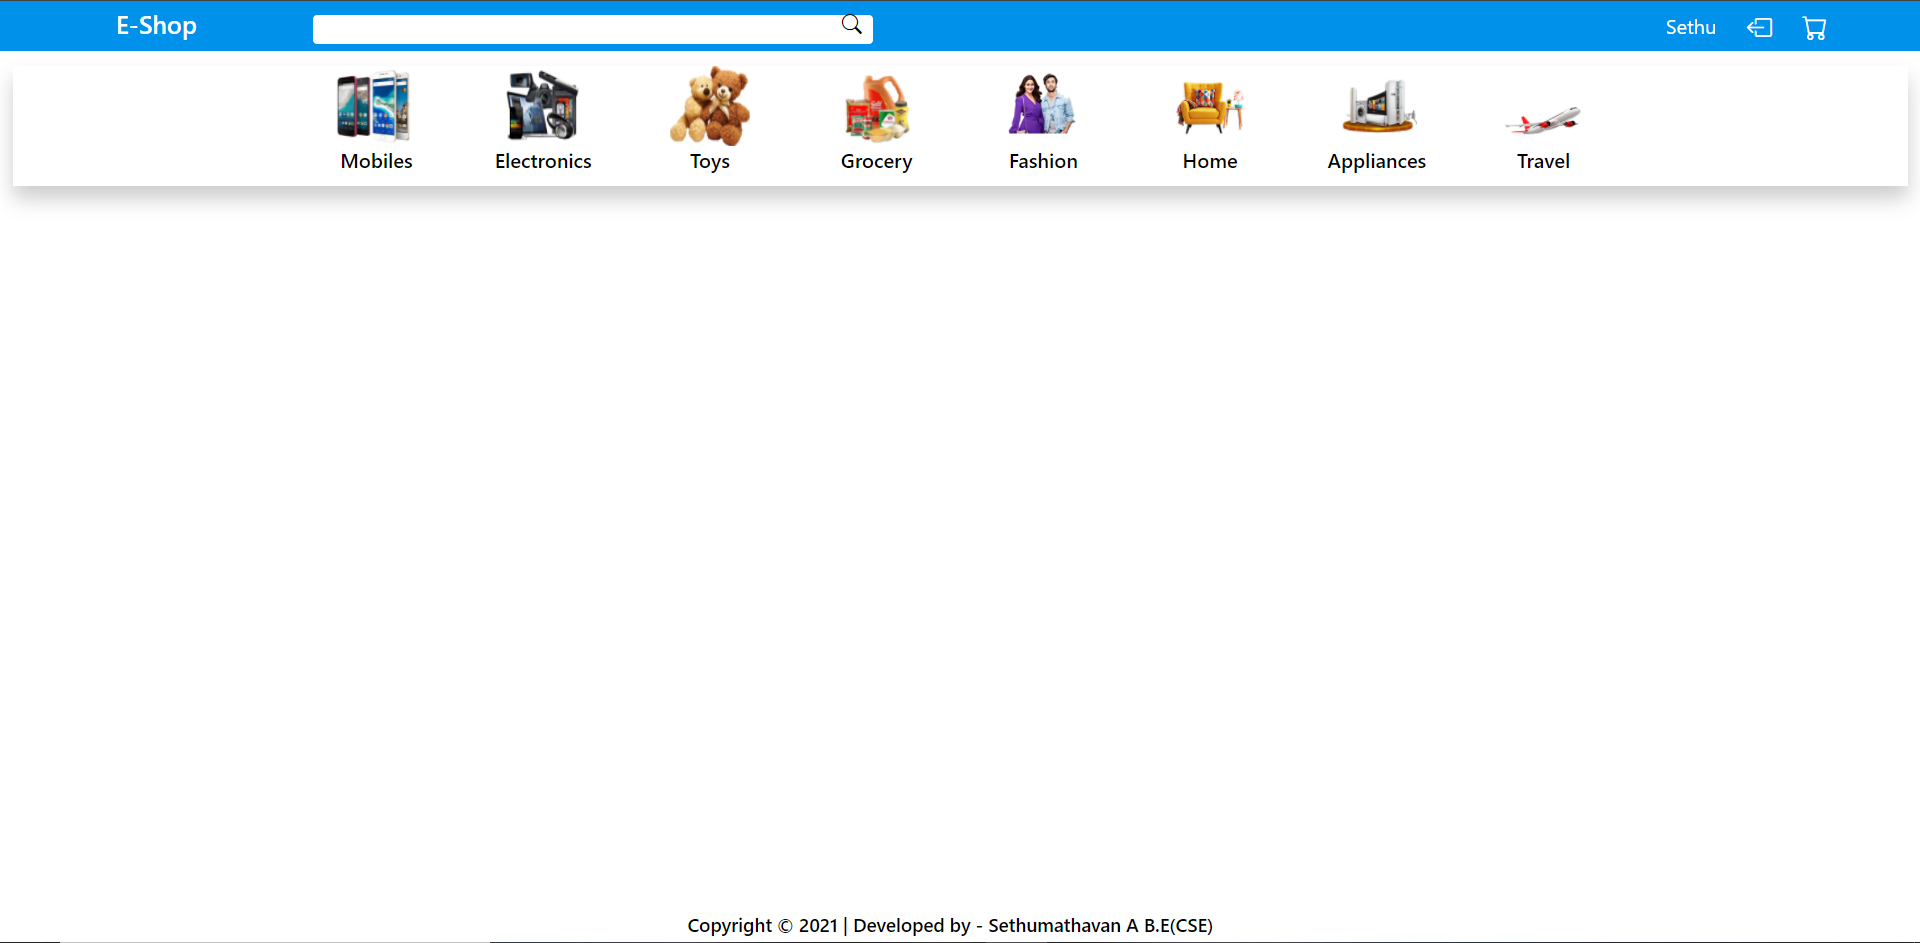 E-Shop
Sethu
Mobiles
Electronics
Toys
Grocery
Fashion
Home
Appliances
Travel
Copyright © 2021 | Developed by - Sethumathavan A B.E(CSE)